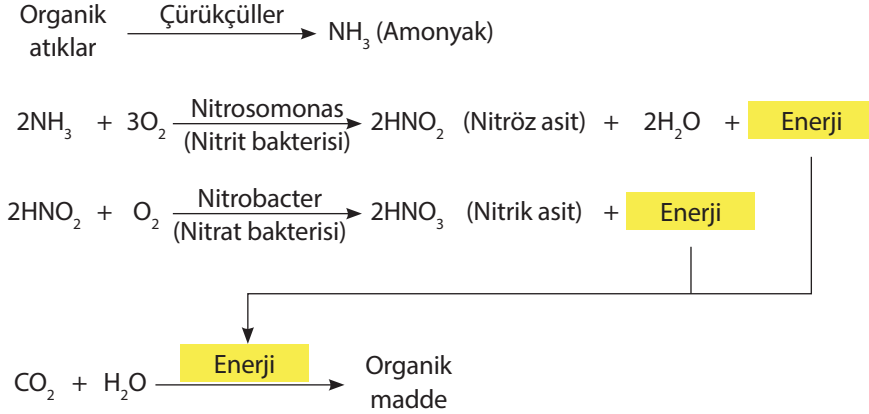 Organik atıklar Çürükçüller NH₃ (Amonyak)
2NH₃ + 3O₂ Nitrosomonas (Nitrit bakterisi) 2HNO₂ (Nitröz asit) + 2H₂O + Enerji
2HNO₂ + O₂ Nitrobacter (Nitrat bakterisi) 2HNO₃ (Nitrik asit) + Enerji
CO₂ + H₂O Enerji Organik madde